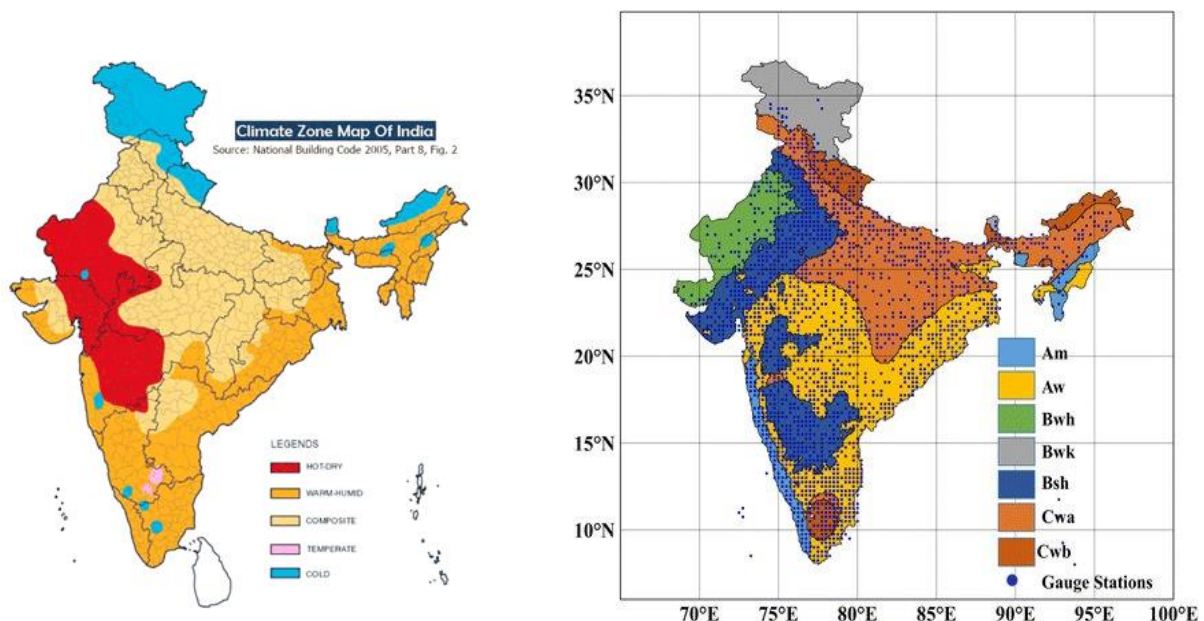 Climate Zone Map Of India
Source: National Building Code 2005, Part 8, Fig. 2
LEGENDS
HOT-DRY
WARM-HUMID
COMPOSITE
TEMPERATE
COLD
35°N
30°N
25°N
20°N
15°N
10°N
Am
Aw
Bwh
Bwk
Bsh
Cwa
Cwb
Gauge Stations
70°E 75°E 80°E 85°E 90°E 95°E 100°E